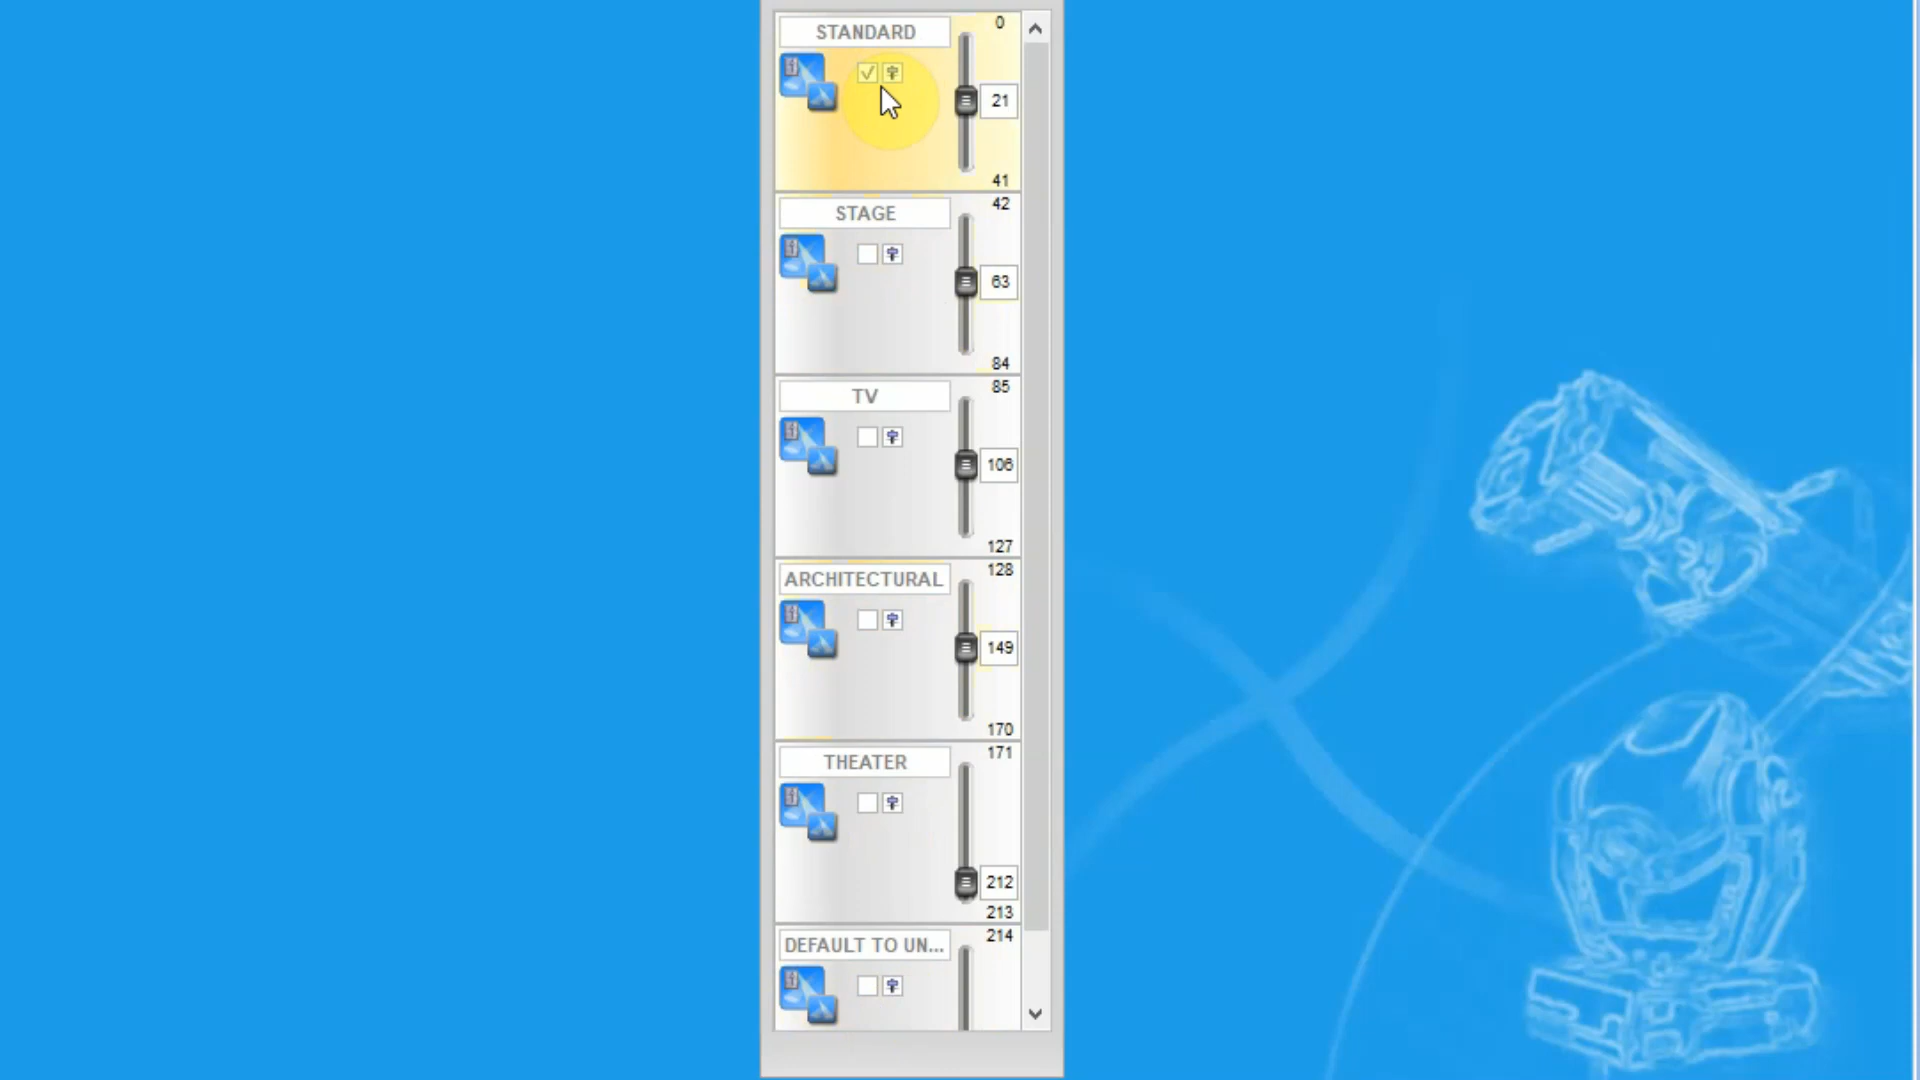 STANDARD
0
21
41
STAGE
42
63
84
TV
85
106
127
ARCHITECTURAL
128
149
170
THEATER
171
212
213
DEFAULT TO UN...
214